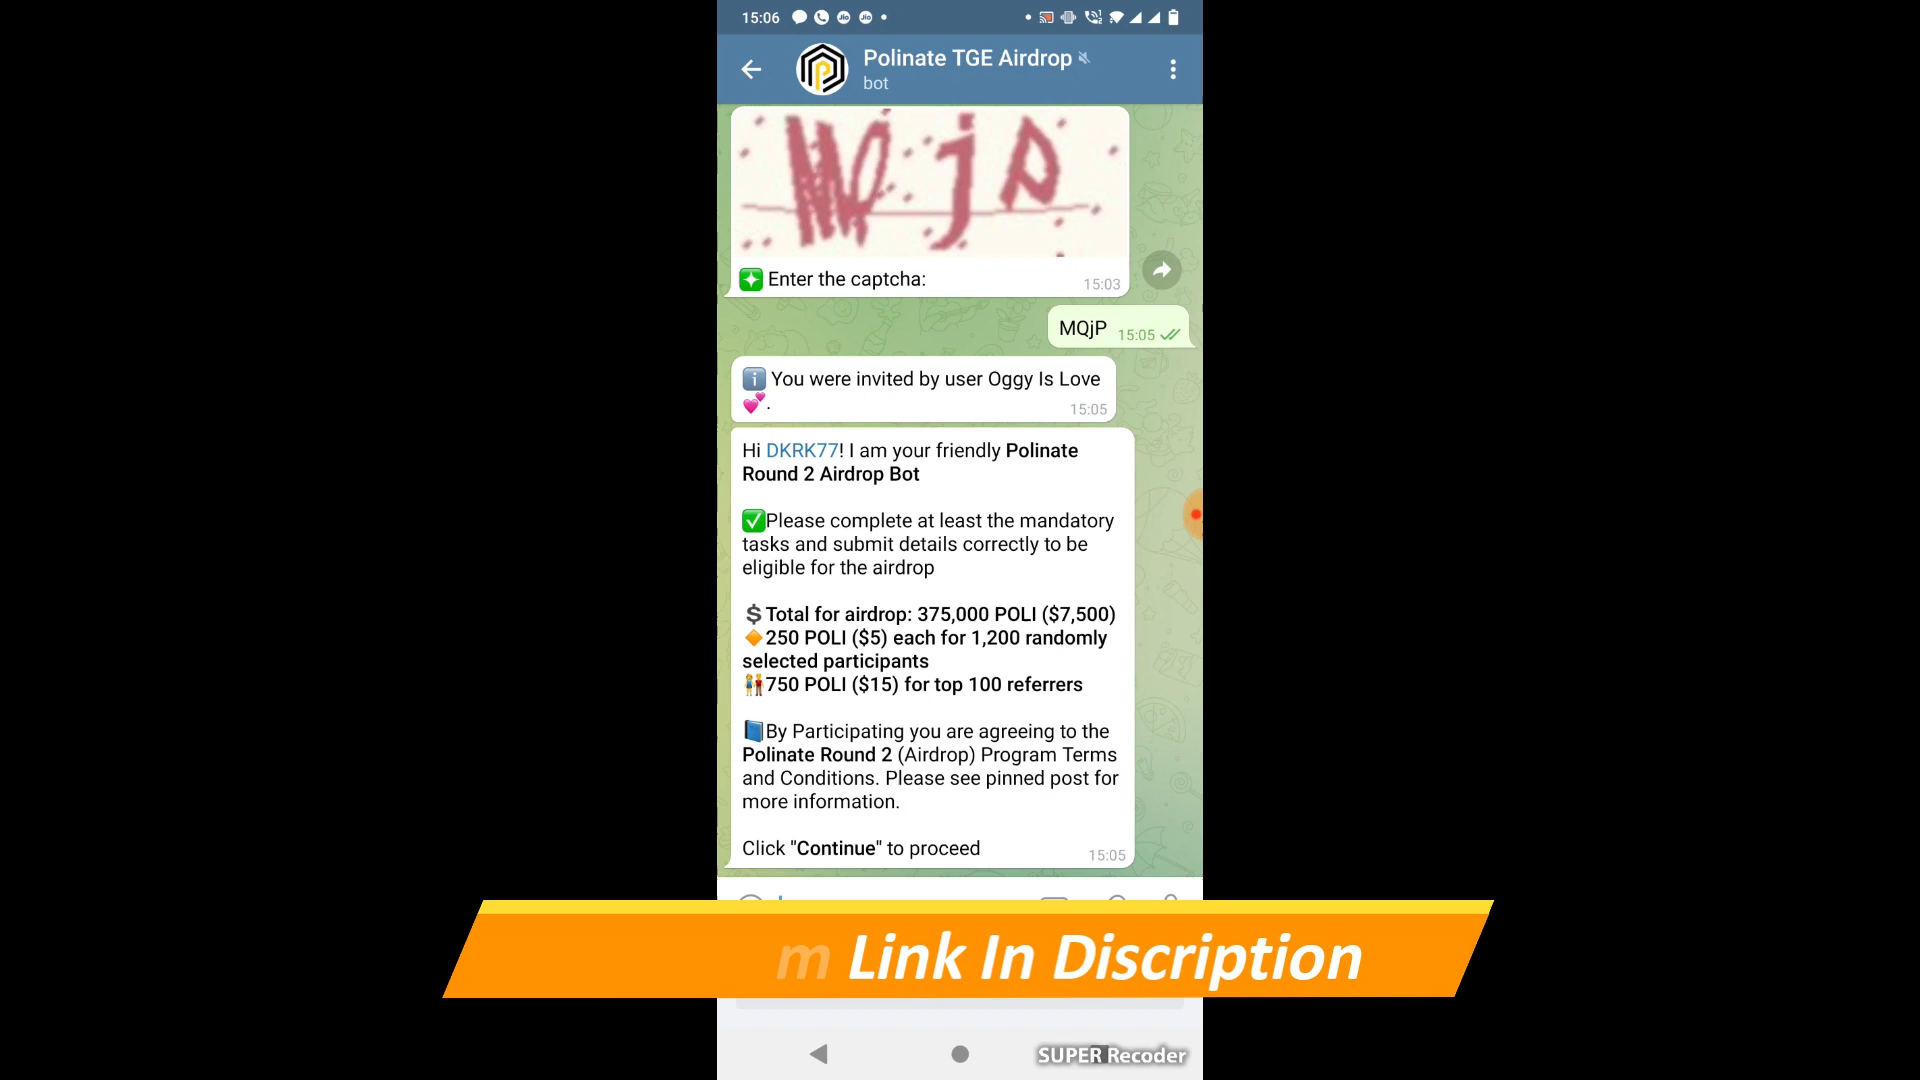 15:06
Polinate TGE Airdrop
bot
MQjP
Enter the captcha:
15:03
MQjP 15:05
You were invited by user Oggy Is Love
.
15:05
Hi DKRK77! I am your friendly Polinate
Round 2 Airdrop Bot
Please complete at least the mandatory
tasks and submit details correctly to be
eligible for the airdrop
Total for airdrop: 375,000 POLI ($7,500)
250 POLI ($5) each for 1,200 randomly
selected participants
750 POLI ($15) for top 100 referrers
By Participating you are agreeing to the
Polinate Round 2 (Airdrop) Program Terms
and Conditions. Please see pinned post for
more information.
Click "Continue" to proceed
15:05
m Link In Discription
SUPER Recoder